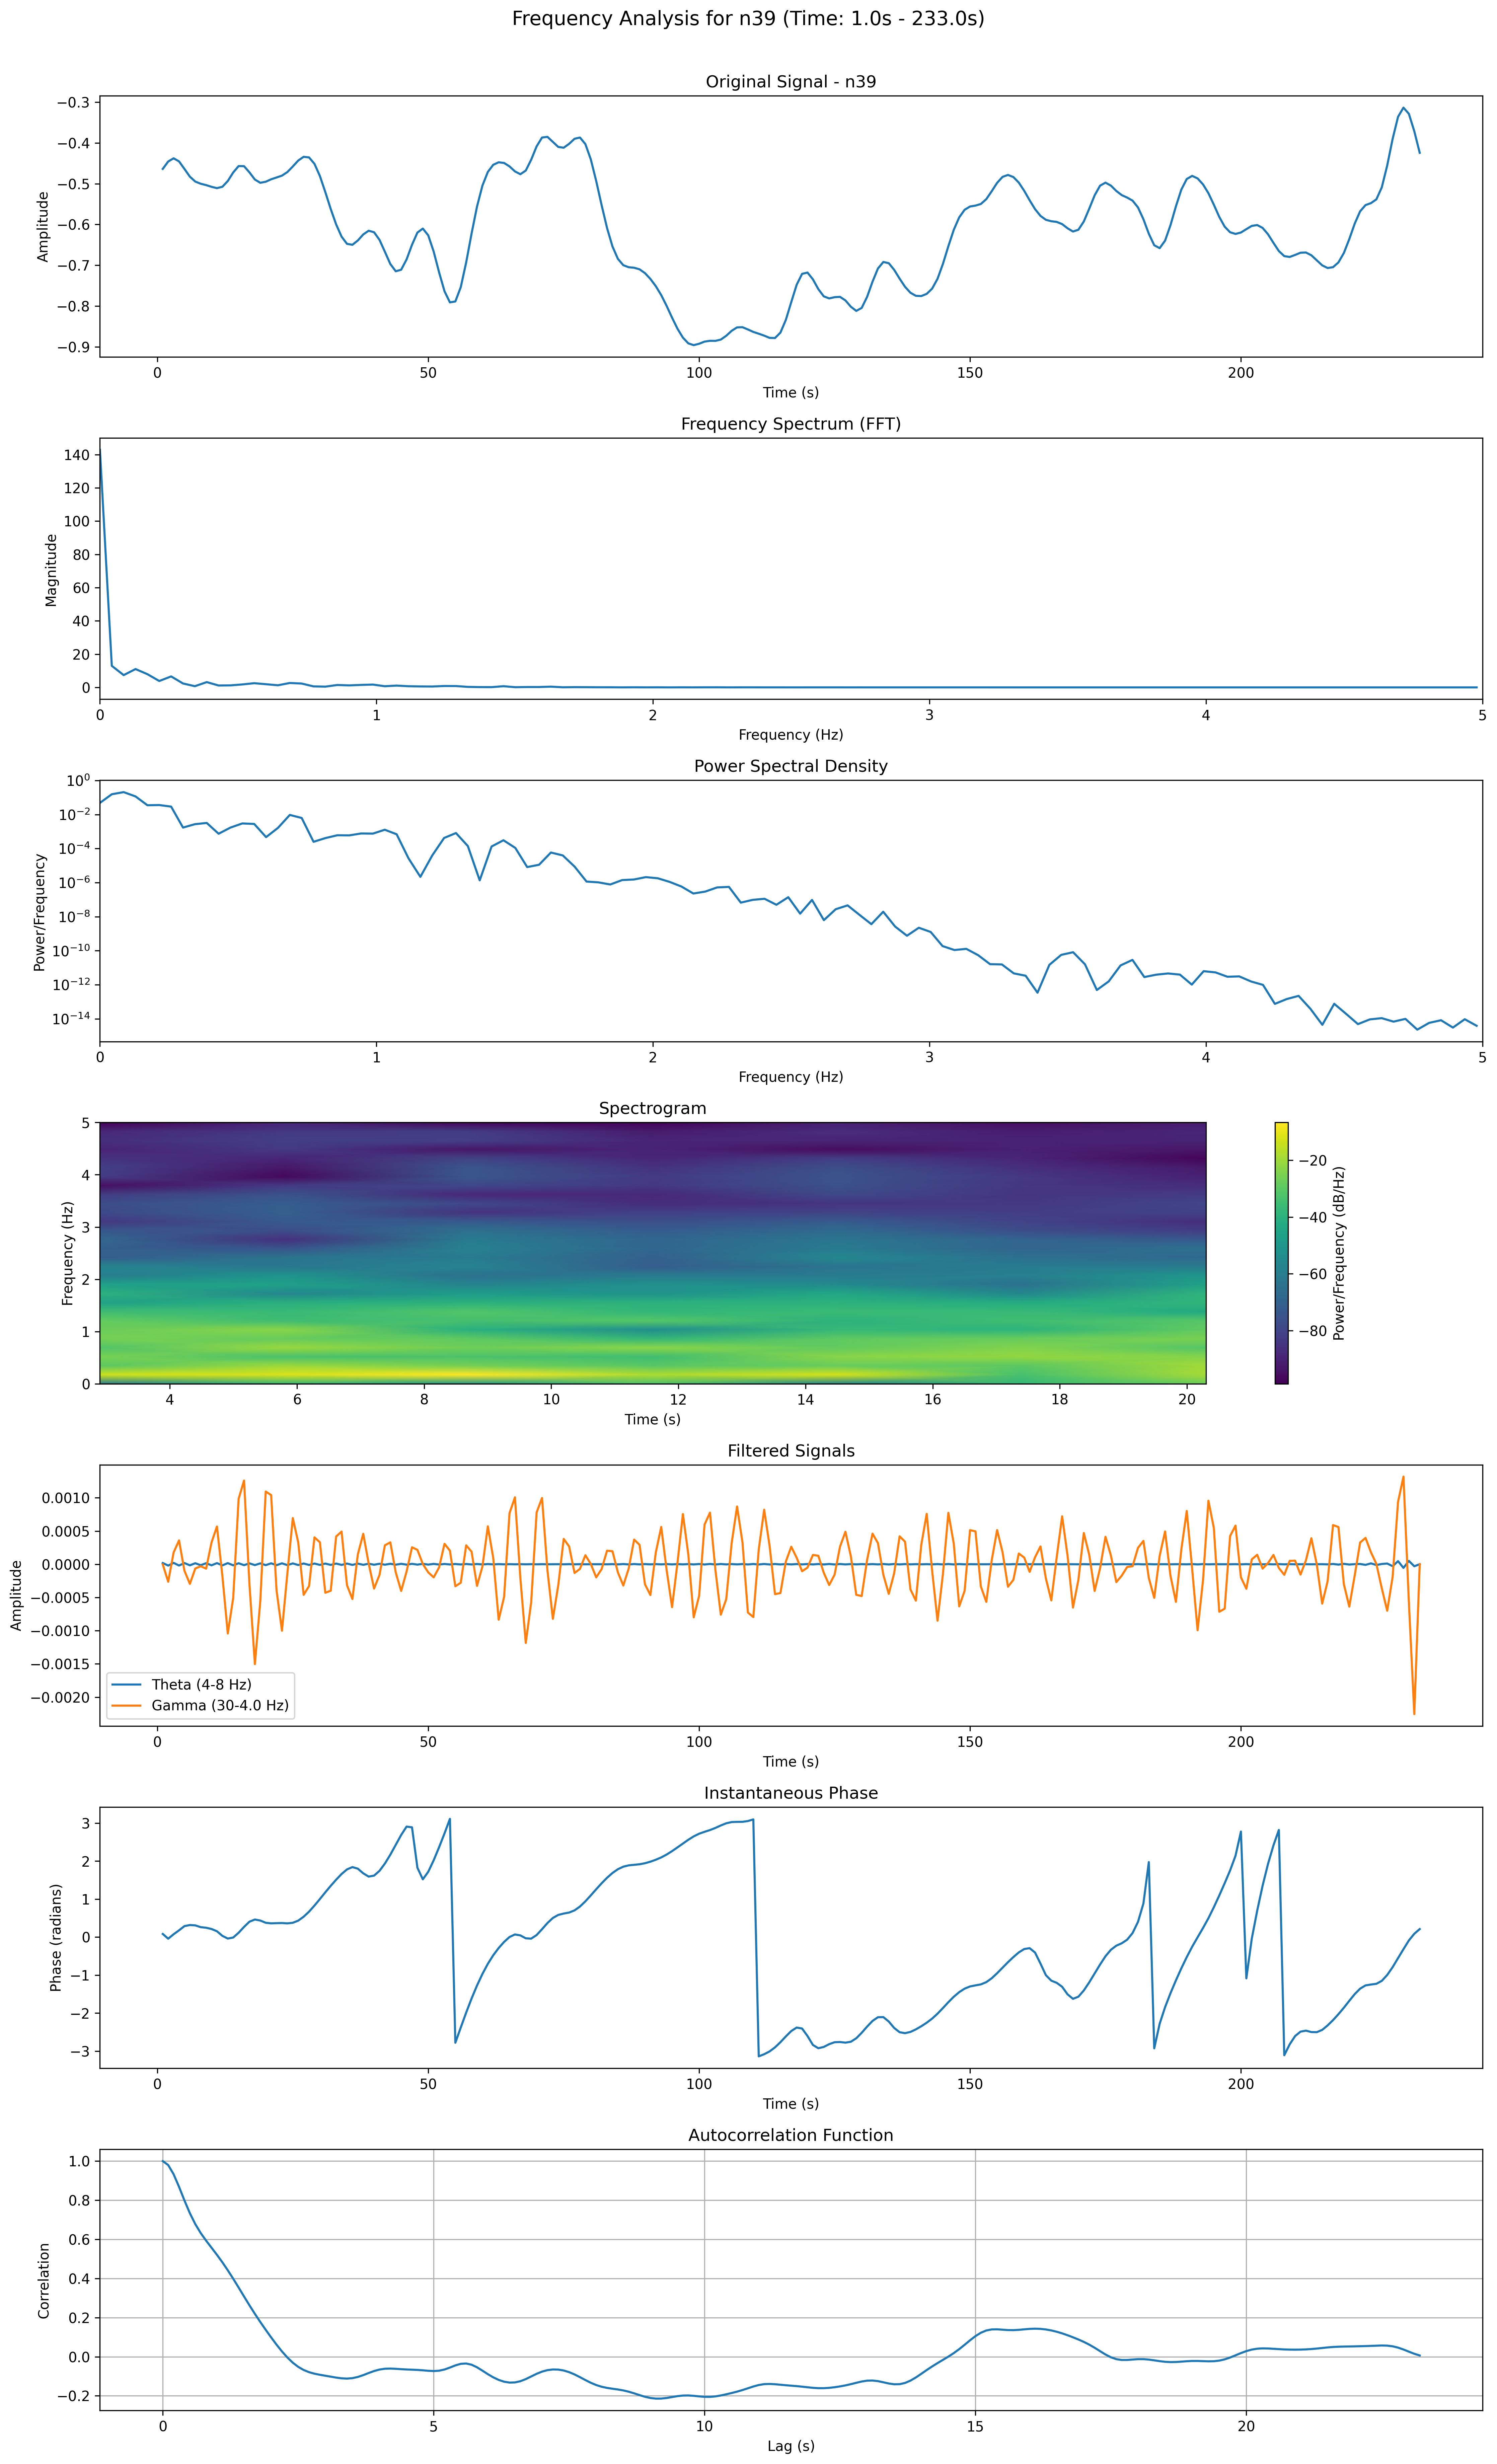 Frequency Analysis for n39 (Time: 1.0s - 233.0s)
Original Signal - n39
−0.3
−0.4
−0.5
−0.6
−0.7
−0.8
−0.9
Amplitude
0 50 100 150 200
Time (s)
Frequency Spectrum (FFT)
140
120
100
80
60
40
20
0
Magnitude
0 1 2 3 4 5
Frequency (Hz)
Power Spectral Density
10⁰
10⁻²
10⁻⁴
10⁻⁶
10⁻⁸
10⁻¹⁰
10⁻¹²
10⁻¹⁴
Power/Frequency
0 1 2 3 4 5
Frequency (Hz)
Spectrogram
5
4
3
2
1
0
Frequency (Hz)
4 6 8 10 12 14 16 18 20
Time (s)
−20
−40
−60
−80
Power/Frequency (dB/Hz)
Filtered Signals
0.0010
0.0005
0.0000
−0.0005
−0.0010
−0.0015
−0.0020
Amplitude
Theta (4-8 Hz)
Gamma (30-4.0 Hz)
0 50 100 150 200
Time (s)
Instantaneous Phase
3
2
1
0
−1
−2
−3
Phase (radians)
0 50 100 150 200
Time (s)
Autocorrelation Function
1.0
0.8
0.6
0.4
0.2
0.0
−0.2
Correlation
0 5 10 15 20
Lag (s)